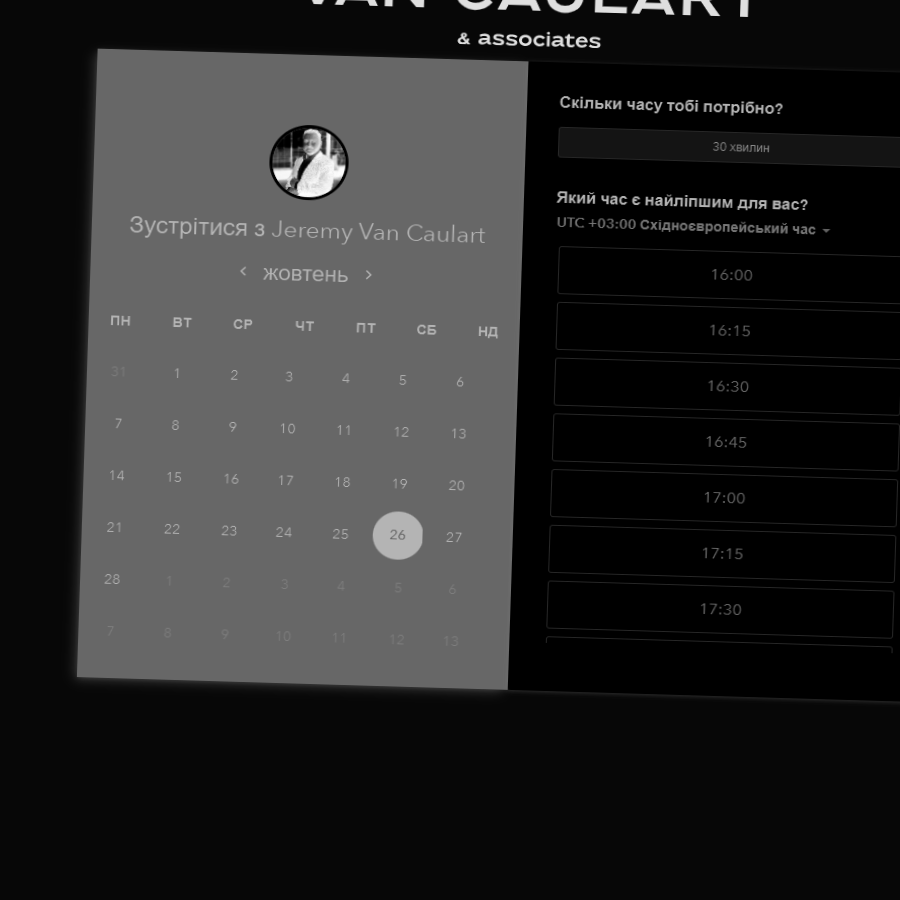 VAN CAULART
& associates
Зустрітися з Jeremy Van Caulart
жовтень
ПН ВТ СР ЧТ ПТ СБ НД
31 1 2 3 4 5 6
7 8 9 10 11 12 13
14 15 16 17 18 19 20
21 22 23 24 25 26 27
28 1 2 3 4 5 6
7 8 9 10 11 12 13
Скільки часу тобі потрібно?
30 хвилин
Який час є найліпшим для вас?
UTC +03:00 Східноєвропейський час
16:00
16:15
16:30
16:45
17:00
17:15
17:30